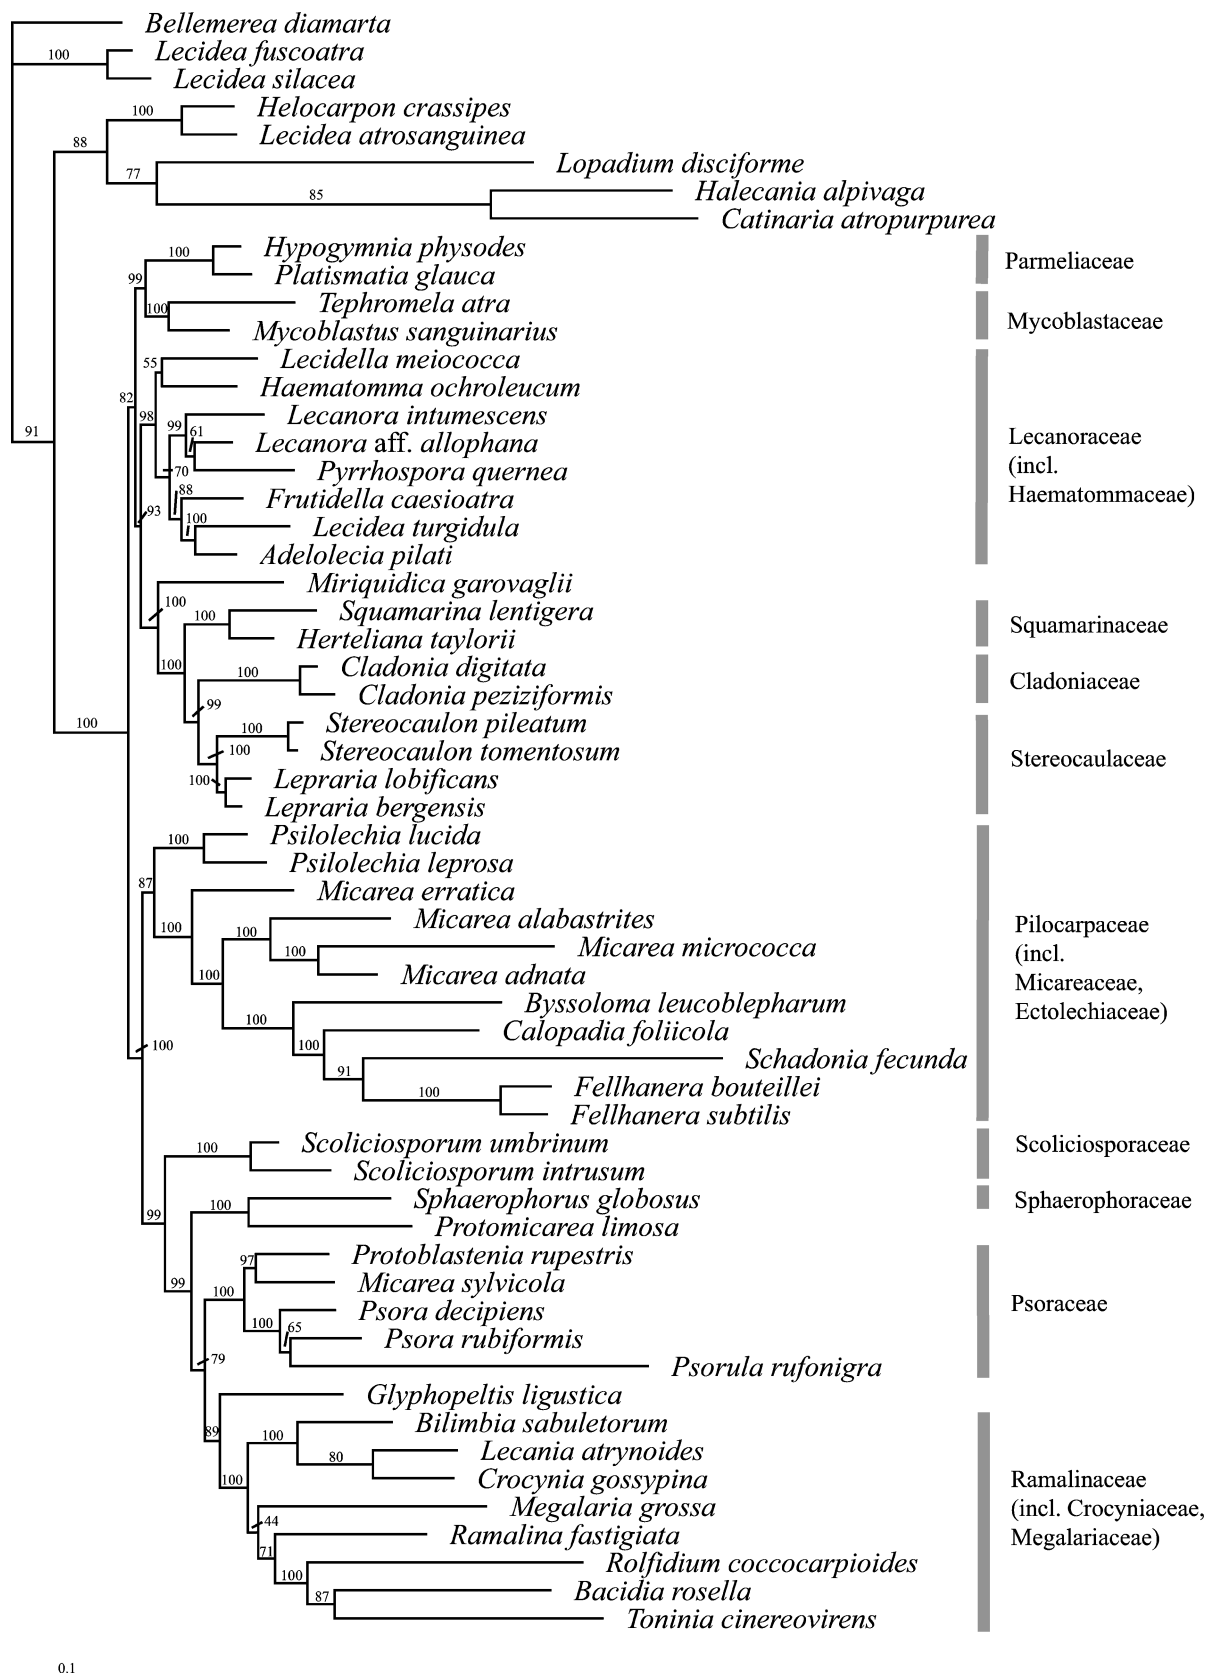 Bellemerea diamarta
100
Lecidea fuscoatra
Lecidea silacea
Helocarpon crassipes
100
Lecidea atrosanguinea
88
Lopadium disciforme
77
Halecania alpivaga
85
Catinaria atropurpurea
Hypogymnia physodes
100
Parmeliaceae
Platismatia glauca
99
Tephromela atra
100
Mycoblastaceae
Mycoblastus sanguinarius
Lecidella meiococca
55
Haematomma ochroleucum
82
98
Lecanora intumescens
99
61
91
Lecanora aff. allophana
Lecanoraceae
(incl.
Haematommaceae)
Pyrrhospora quernea
70
Frutidella caesioatra
88
93
100
Lecidea turgidula
Adelolecia pilati
Miriquidica garovaglii
100
Squamarina lentigera
100
Squamarinaceae
Herteliana taylorii
100
Cladonia digitata
100
Cladoniaceae
Cladonia peziziformis
99
100
Stereocaulon pileatum
100
Stereocaulon tomentosum
100
Stereocaulaceae
100
Lepraria lobificans
Lepraria bergensis
Psilolechia lucida
100
Psilolechia leprosa
87
Micarea erratica
100
Micarea alabastrites
100
Micarea micrococca
100
Micarea adnata
100
Pilocarpaceae
(incl.
Micareaceae,
Ectolechiaceae)
Byssoloma leucoblepharum
100
Calopadia foliicola
100
100
Schadonia fecunda
91
Fellhanera bouteillei
100
Fellhanera subtilis
Scoliciosporum umbrinum
100
Scoliciosporaceae
Scoliciosporum intrusum
99
Sphaerophorus globosus
100
Sphaerophoraceae
Protomicarea limosa
Protoblastenia rupestris
97
Micarea sylvicola
99
100
Psoraceae
Psora decipiens
100
65
Psora rubiformis
79
Psorula rufonigra
Glyphopeltis ligustica
89
Bilimbia sabuletorum
100
Lecania atrynoides
80
Crocynia gossypina
100
Ramalinaceae
(incl. Crocyniaceae,
Megalariaceae)
Megalaria grossa
44
Ramalina fastigiata
71
Rolfidium coccocarpioides
100
Bacidia rosella
87
Toninia cinereovirens
0.1